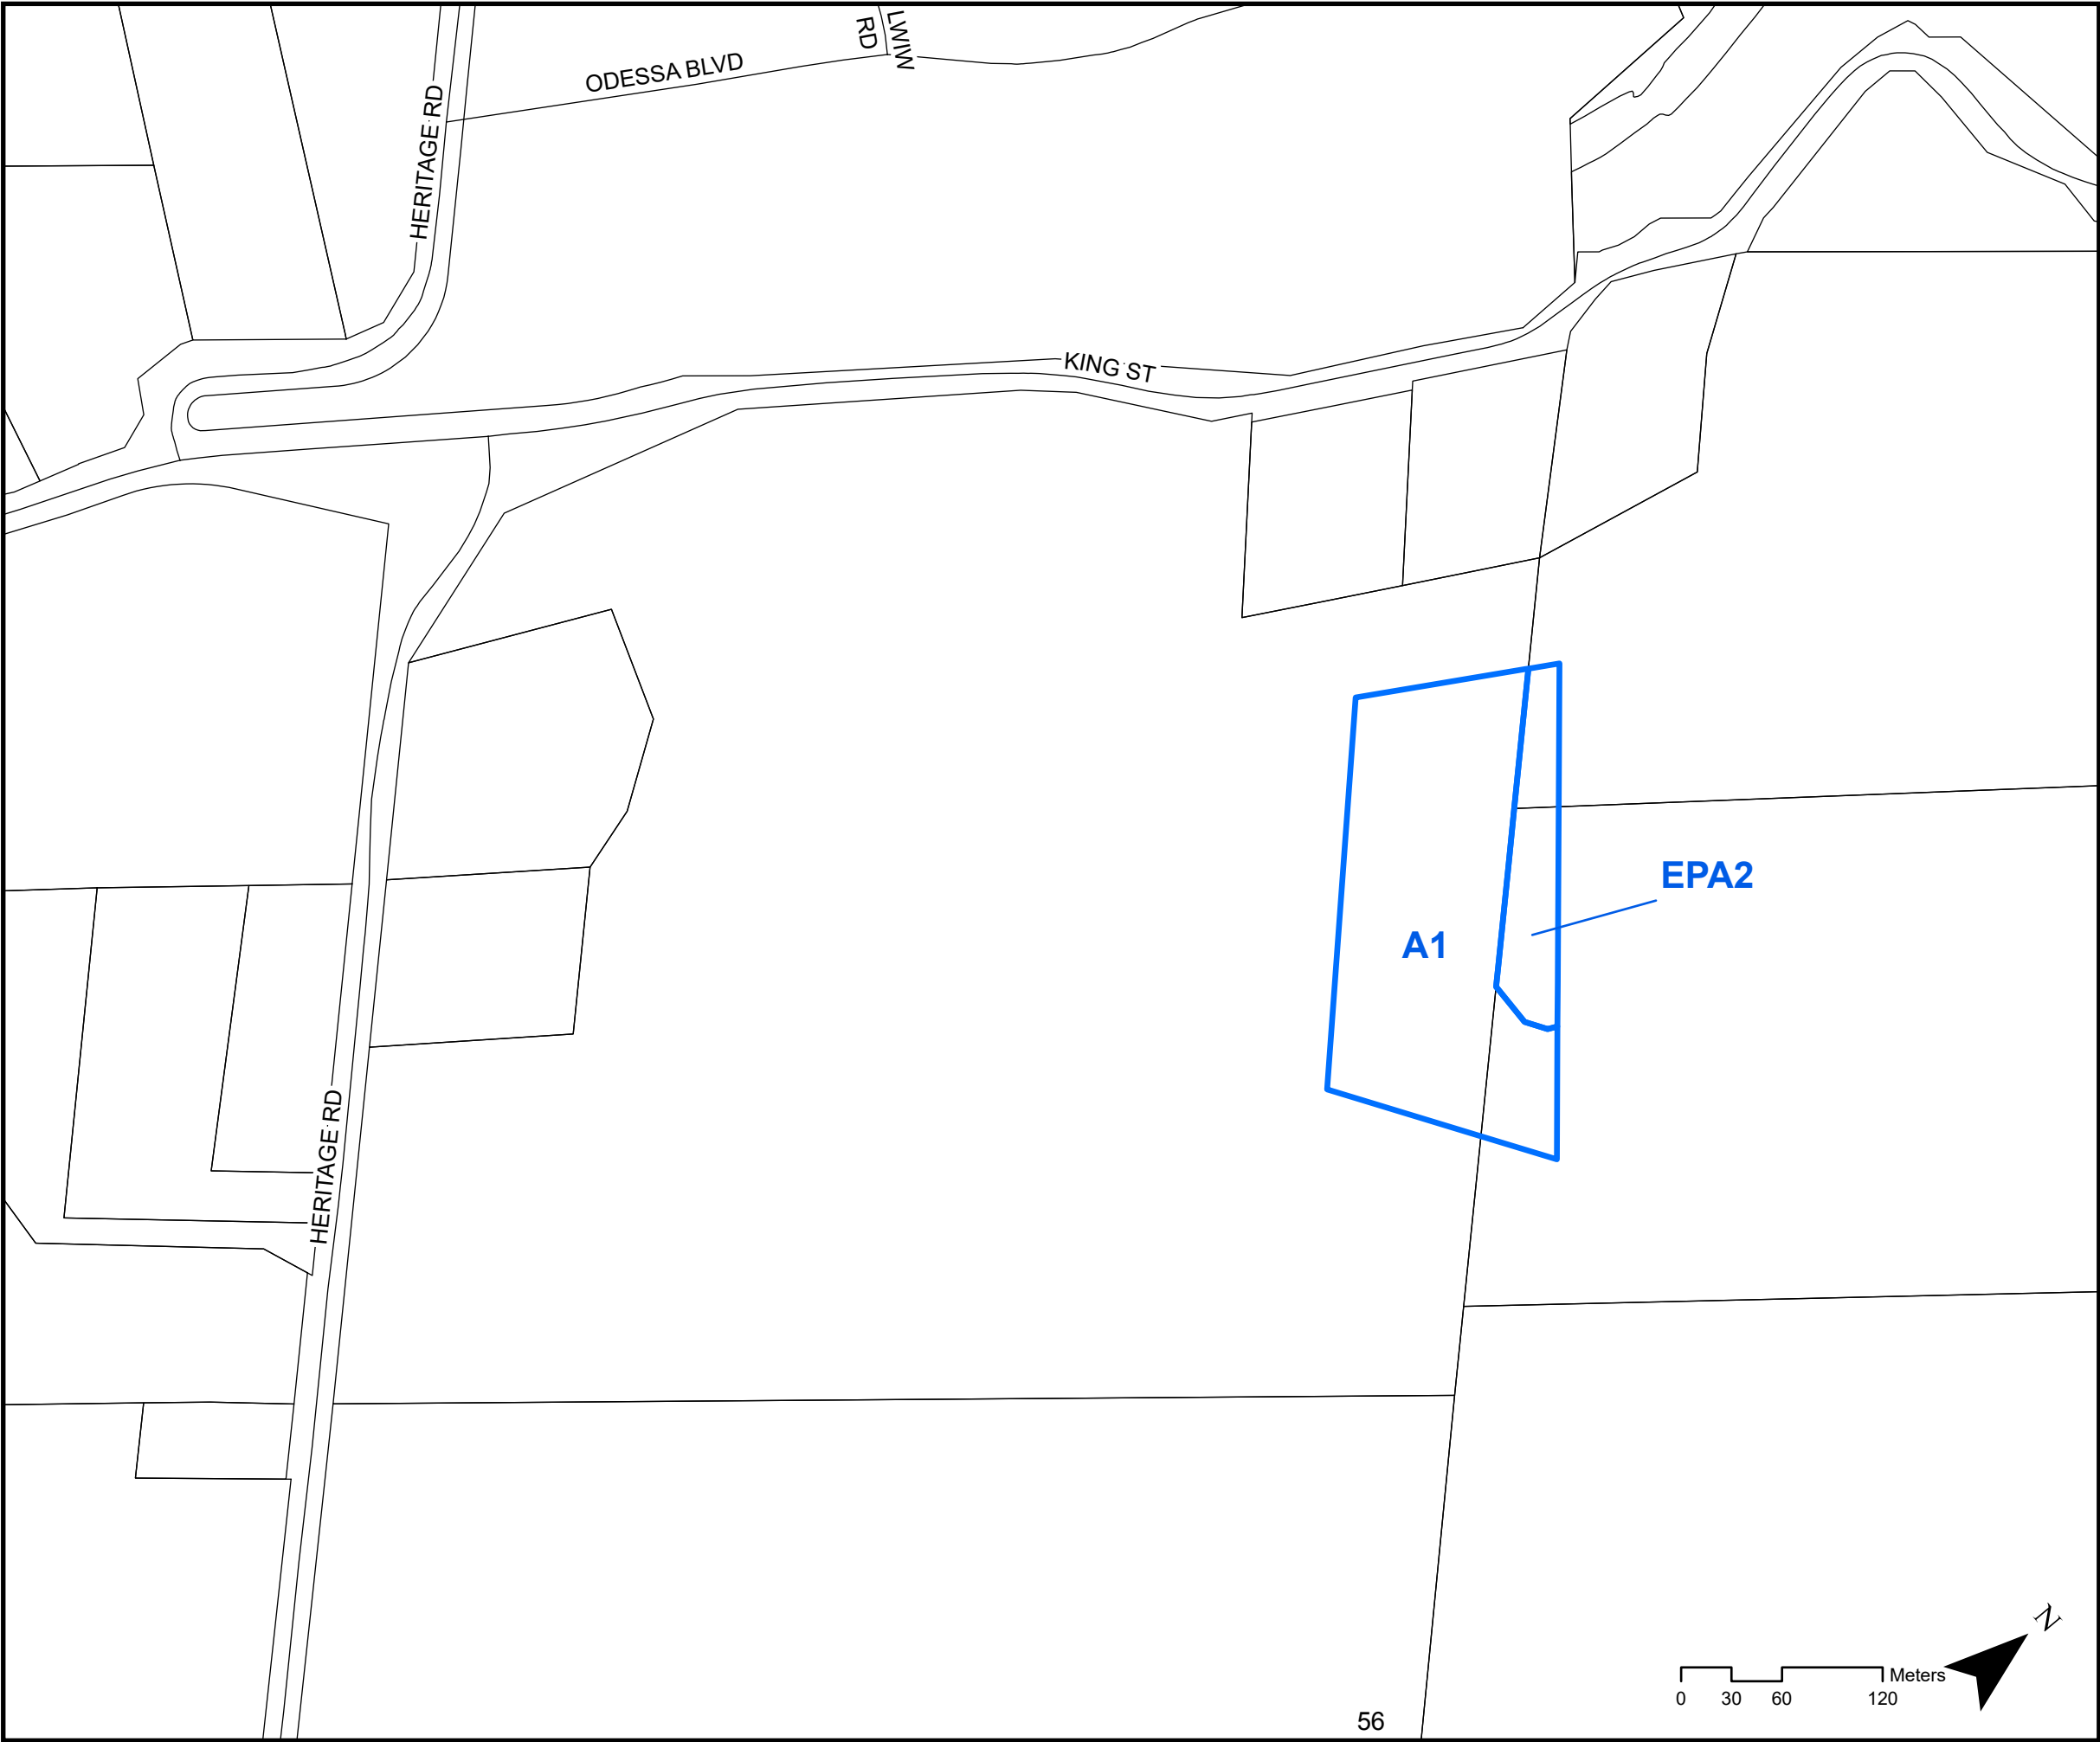 LWIW
RD
ODESSA BLVD
HERITAGE RD
KING ST
EPA2
A1
HERITAGE RD
N
Meters
0 30 60 120
56